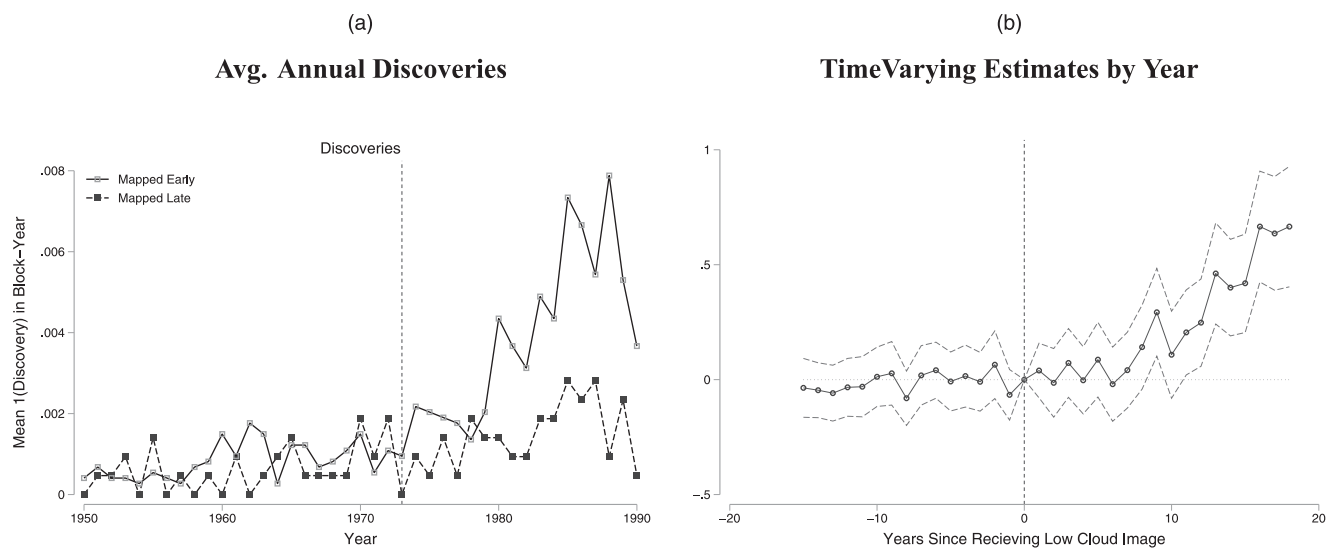 (a)
Avg. Annual Discoveries
Discoveries
Mapped Early
Mapped Late
Mean 1(Discovery) in Block−Year
.008
.006
.004
.002
0
1950 1960 1970 1980 1990
Year
(b)
TimeVarying Estimates by Year
1
.5
0
−.5
−20 −10 0 10 20
Years Since Recieving Low Cloud Image